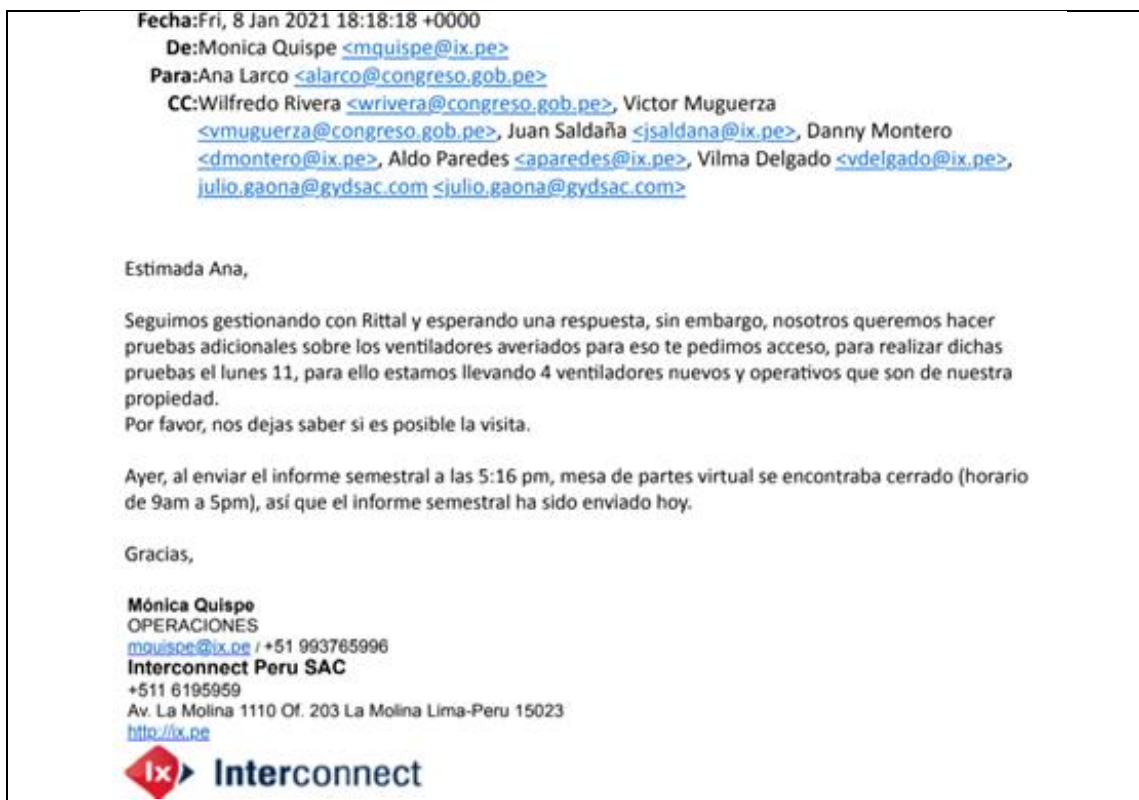 Fecha:Fri, 8 Jan 2021 18:18:18 +0000
De:Monica Quispe <mquispe@ix.pe>
Para:Ana Larco <alarco@congreso.gob.pe>
CC:Wilfredo Rivera <wrivera@congreso.gob.pe>, Victor Muguerza
<vmuguerza@congreso.gob.pe>, Juan Saldaña <jsaldana@ix.pe>, Danny Montero
<dmontero@ix.pe>, Aldo Paredes <aparedes@ix.pe>, Vilma Delgado <vdelgado@ix.pe>,
julio.gaona@gydsac.com <julio.gaona@gydsac.com>
Estimada Ana,
Seguimos gestionando con Rittal y esperando una respuesta, sin embargo, nosotros queremos hacer
pruebas adicionales sobre los ventiladores averiados para eso te pedimos acceso, para realizar dichas
pruebas el lunes 11, para ello estamos llevando 4 ventiladores nuevos y operativos que son de nuestra
propiedad.
Por favor, nos dejas saber si es posible la visita.
Ayer, al enviar el informe semestral a las 5:16 pm, mesa de partes virtual se encontraba cerrado (horario
de 9am a 5pm), así que el informe semestral ha sido enviado hoy.
Gracias,
Mónica Quispe
OPERACIONES
mquispe@ix.pe / +51 993765996
Interconnect Peru SAC
+511 6195959
Av. La Molina 1110 Of. 203 La Molina Lima-Peru 15023
http://ix.pe
Ix Interconnect